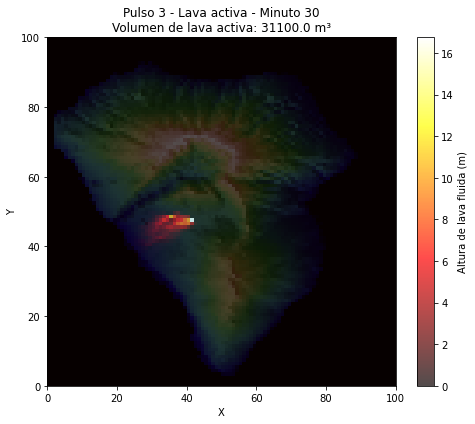 Pulso 3 - Lava activa - Minuto 30
Volumen de lava activa: 31100.0 m³
100
80
60
40
20
0
Y
0 20 40 60 80 100
X
16
14
12
10
8
6
4
2
0
Altura de lava fluida (m)